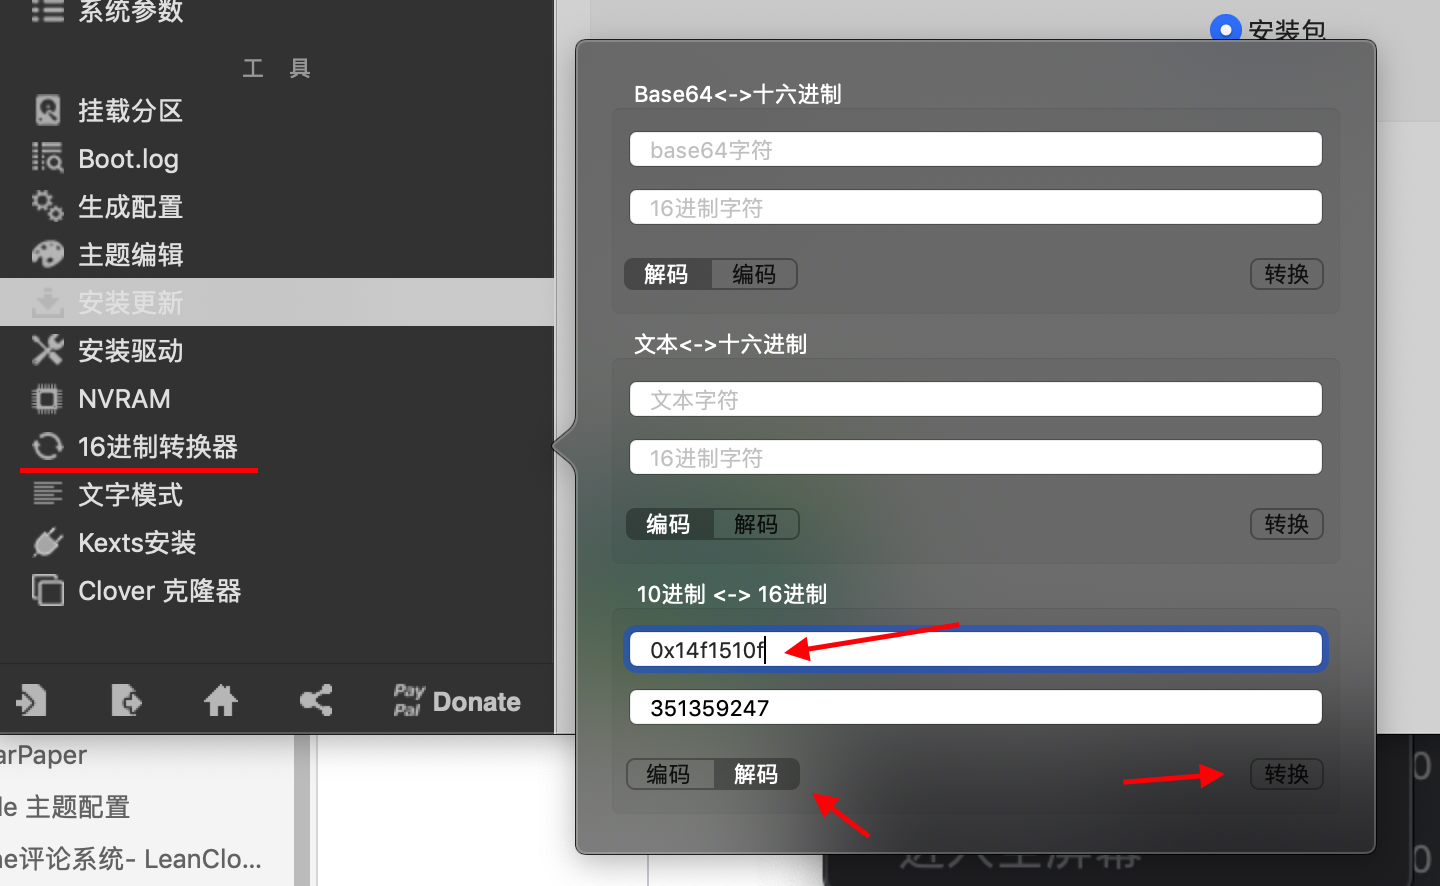 系统参数
工 具
挂载分区
Boot.log
生成配置
主题编辑
安装更新
安装驱动
NVRAM
16进制转换器
文字模式
Kexts安装
Clover 克隆器
Pay
Pal
Donate
arPaper
le 主题配置
ne评论系统- LeanClo...
安装包
Base64<->十六进制
base64字符
16进制字符
解码 编码 转换
文本<->十六进制
文本字符
16进制字符
编码 解码 转换
10进制 <-> 16进制
0x14f1510f
351359247
编码 解码 转换
0
0